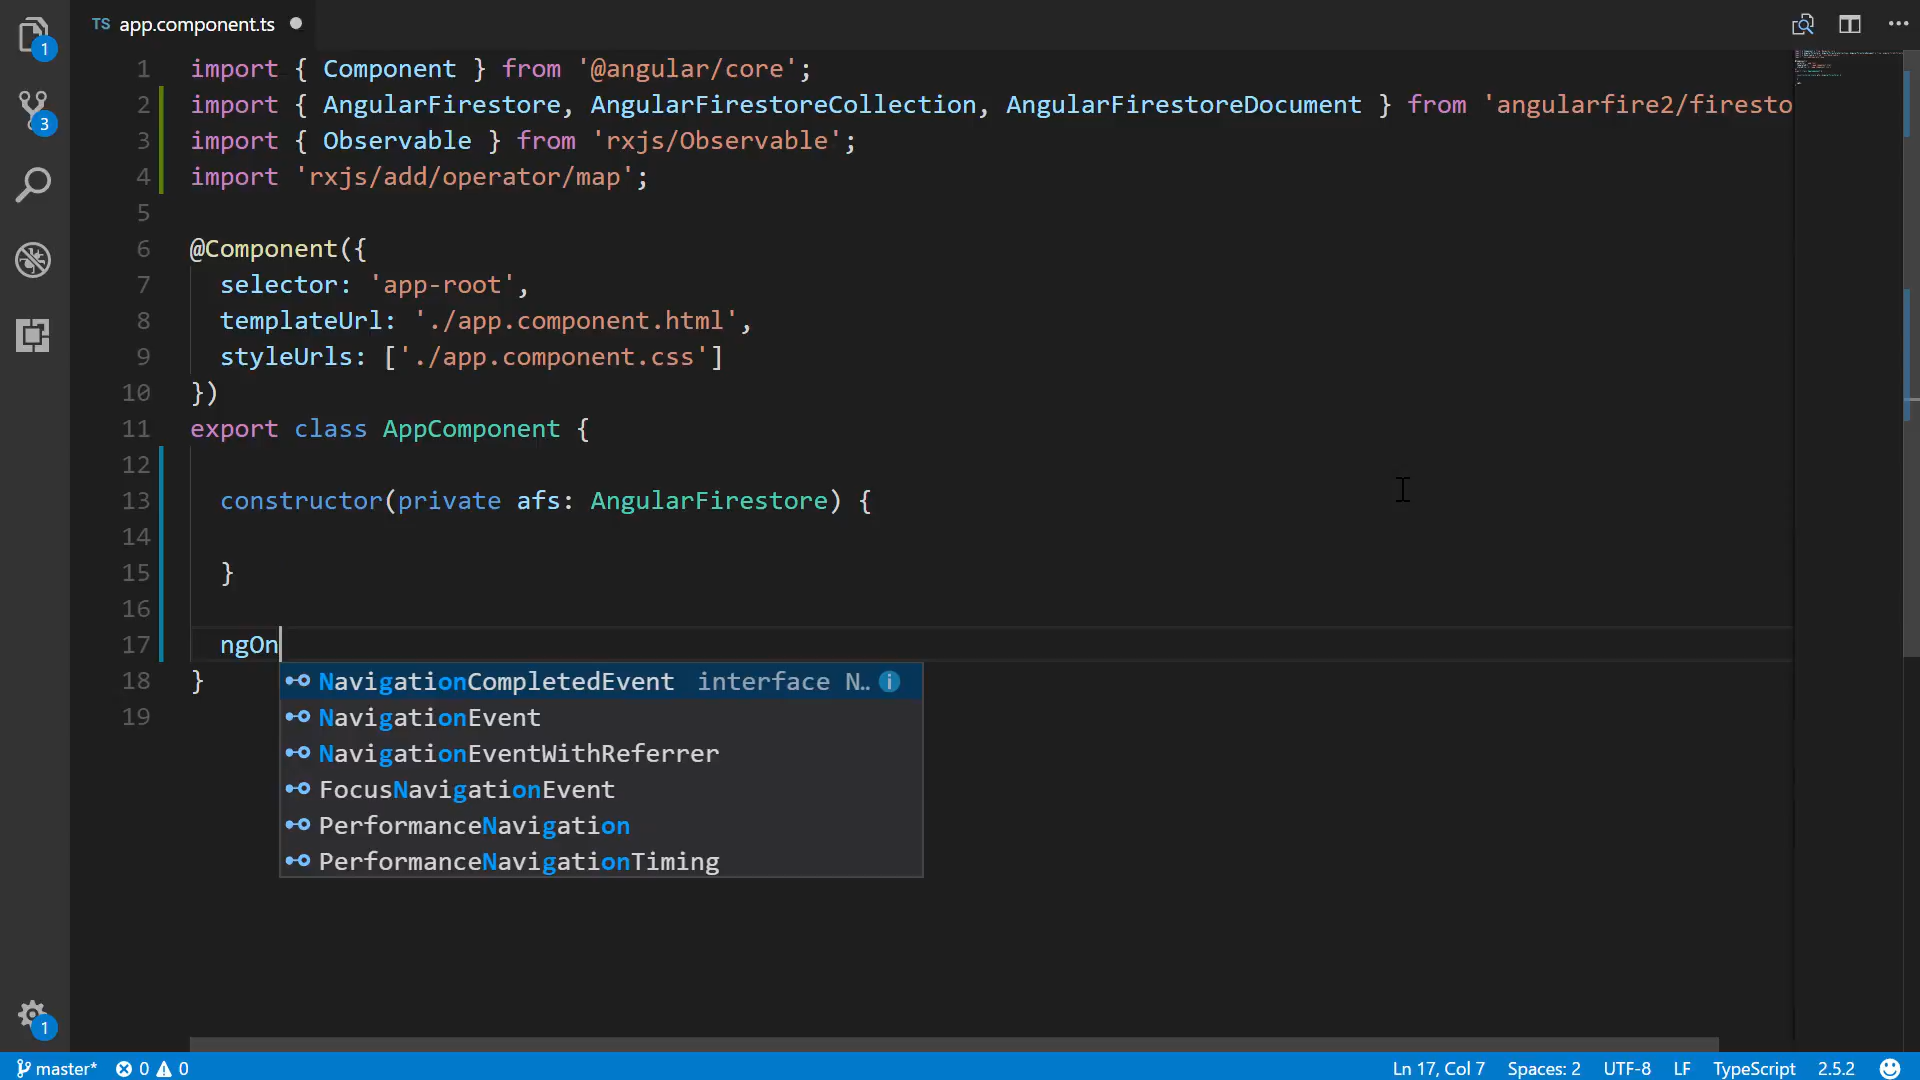 TS app.component.ts
1 import { Component } from '@angular/core';
2 import { AngularFirestore, AngularFirestoreCollection, AngularFirestoreDocument } from 'angularfire2/firesto
3 import { Observable } from 'rxjs/Observable';
4 import 'rxjs/add/operator/map';
5
6 @Component({
7 selector: 'app-root',
8 templateUrl: './app.component.html',
9 styleUrls: ['./app.component.css']
10 })
11 export class AppComponent {
12
13 constructor(private afs: AngularFirestore) {
14
15 }
16
17 ngOn
18 }
19
NavigationCompletedEvent interface N..
NavigationEvent
NavigationEventWithReferrer
FocusNavigationEvent
PerformanceNavigation
PerformanceNavigationTiming
1
3
1
master* 0 0 Ln 17, Col 7 Spaces: 2 UTF-8 LF TypeScript 2.5.2